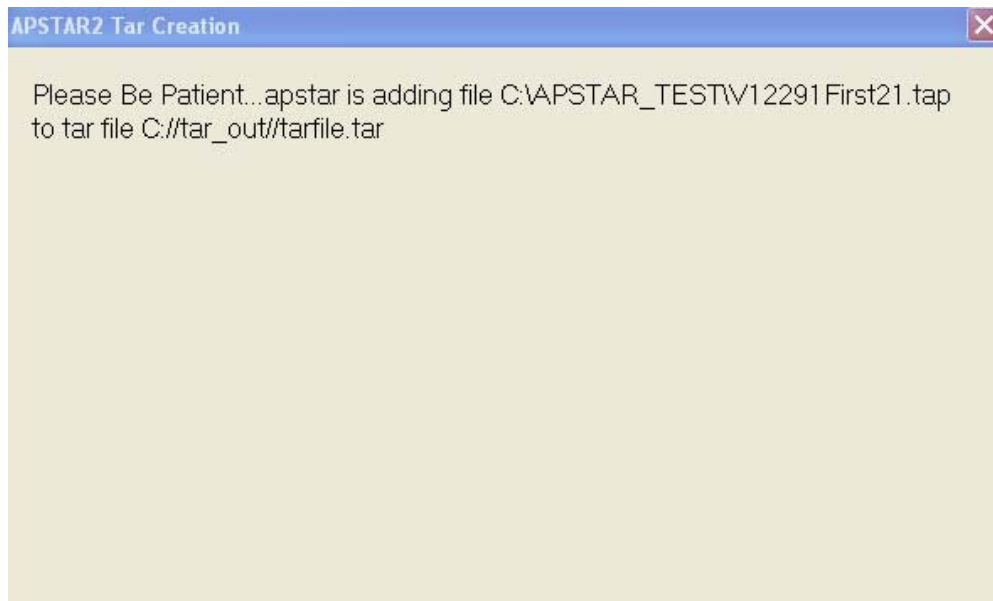 APSTAR2 Tar Creation
Please Be Patient...apstar is adding file C:\APSTAR_TEST\V12291First21.tap
to tar file C://tar_out//tarfile.tar